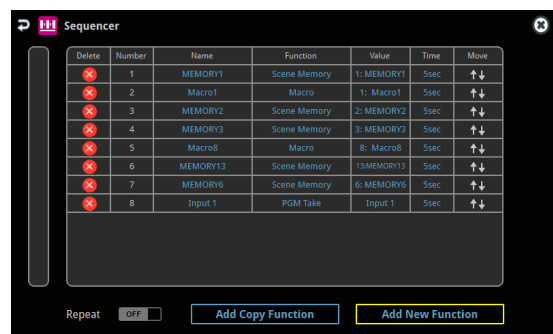 Sequencer
Delete Number Name Function Value Time Move
1 MEMORY1 Scene Memory 1: MEMORY1 5sec
2 Macro1 Macro 1: Macro1 5sec
3 MEMORY2 Scene Memory 2: MEMORY2 5sec
4 MEMORY3 Scene Memory 3: MEMORY3 5sec
5 Macro8 Macro 8: Macro8 5sec
6 MEMORY13 Scene Memory 13:MEMORY13 5sec
7 MEMORY6 Scene Memory 6: MEMORY6 5sec
8 Input 1 PGM Take Input 1 5sec
Repeat OFF Add Copy Function Add New Function